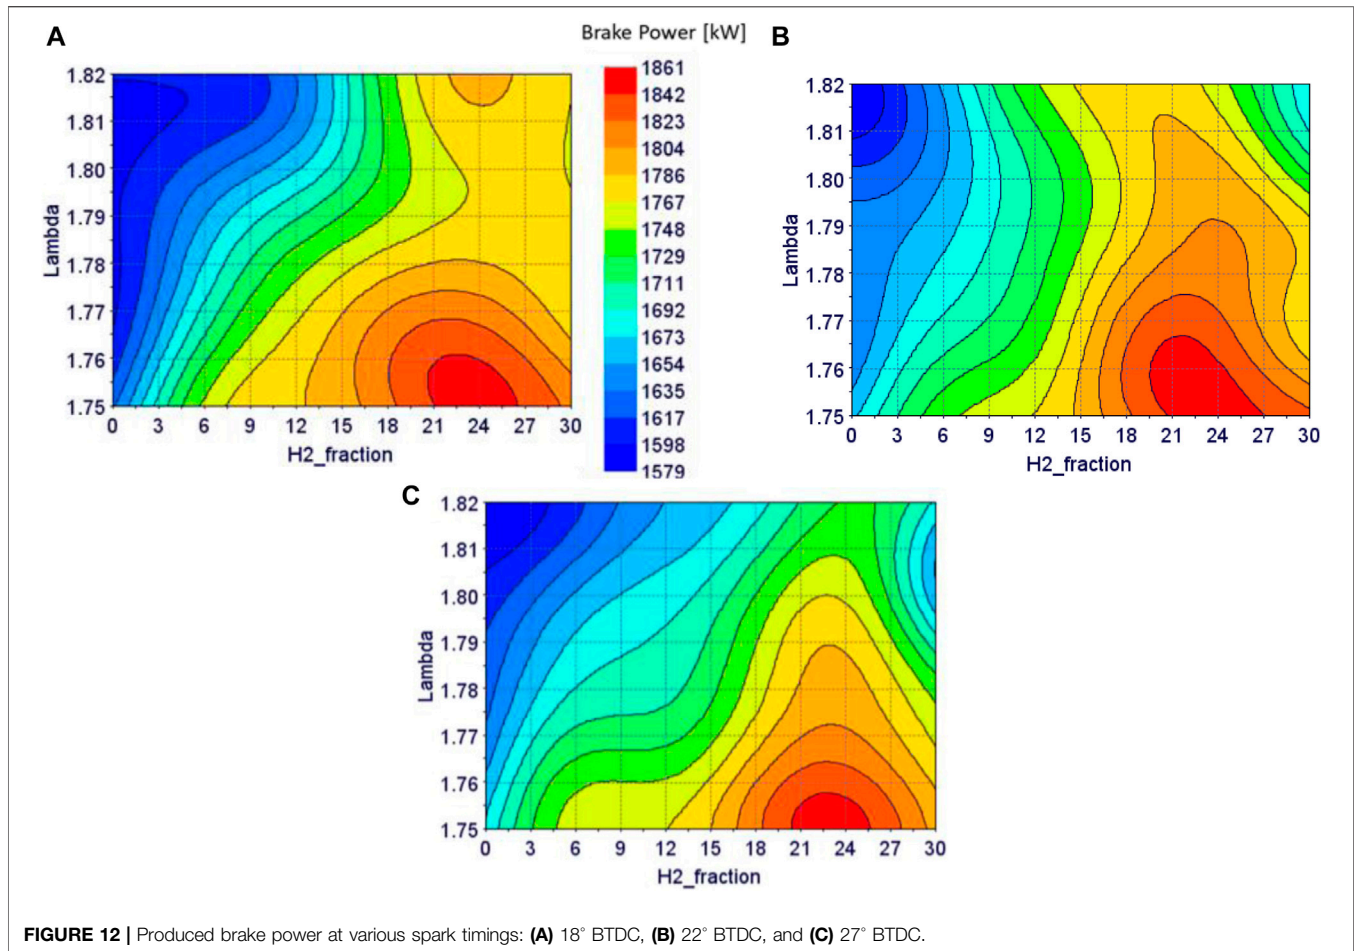 A
Brake Power [kW]
B
1.82
1.81
1.80
1.79
1.78
1.77
1.76
1.75
Lambda
0 3 6 9 12 15 18 21 24 27 30
H2_fraction
1861
1842
1823
1804
1786
1767
1748
1729
1711
1692
1673
1654
1635
1617
1598
1579
1.82
1.81
1.80
1.79
1.78
1.77
1.76
1.75
Lambda
0 3 6 9 12 15 18 21 24 27 30
H2_fraction
C
1.82
1.81
1.80
1.79
1.78
1.77
1.76
1.75
Lambda
0 3 6 9 12 15 18 21 24 27 30
H2_fraction
FIGURE 12 | Produced brake power at various spark timings: (A) 18° BTDC, (B) 22° BTDC, and (C) 27° BTDC.